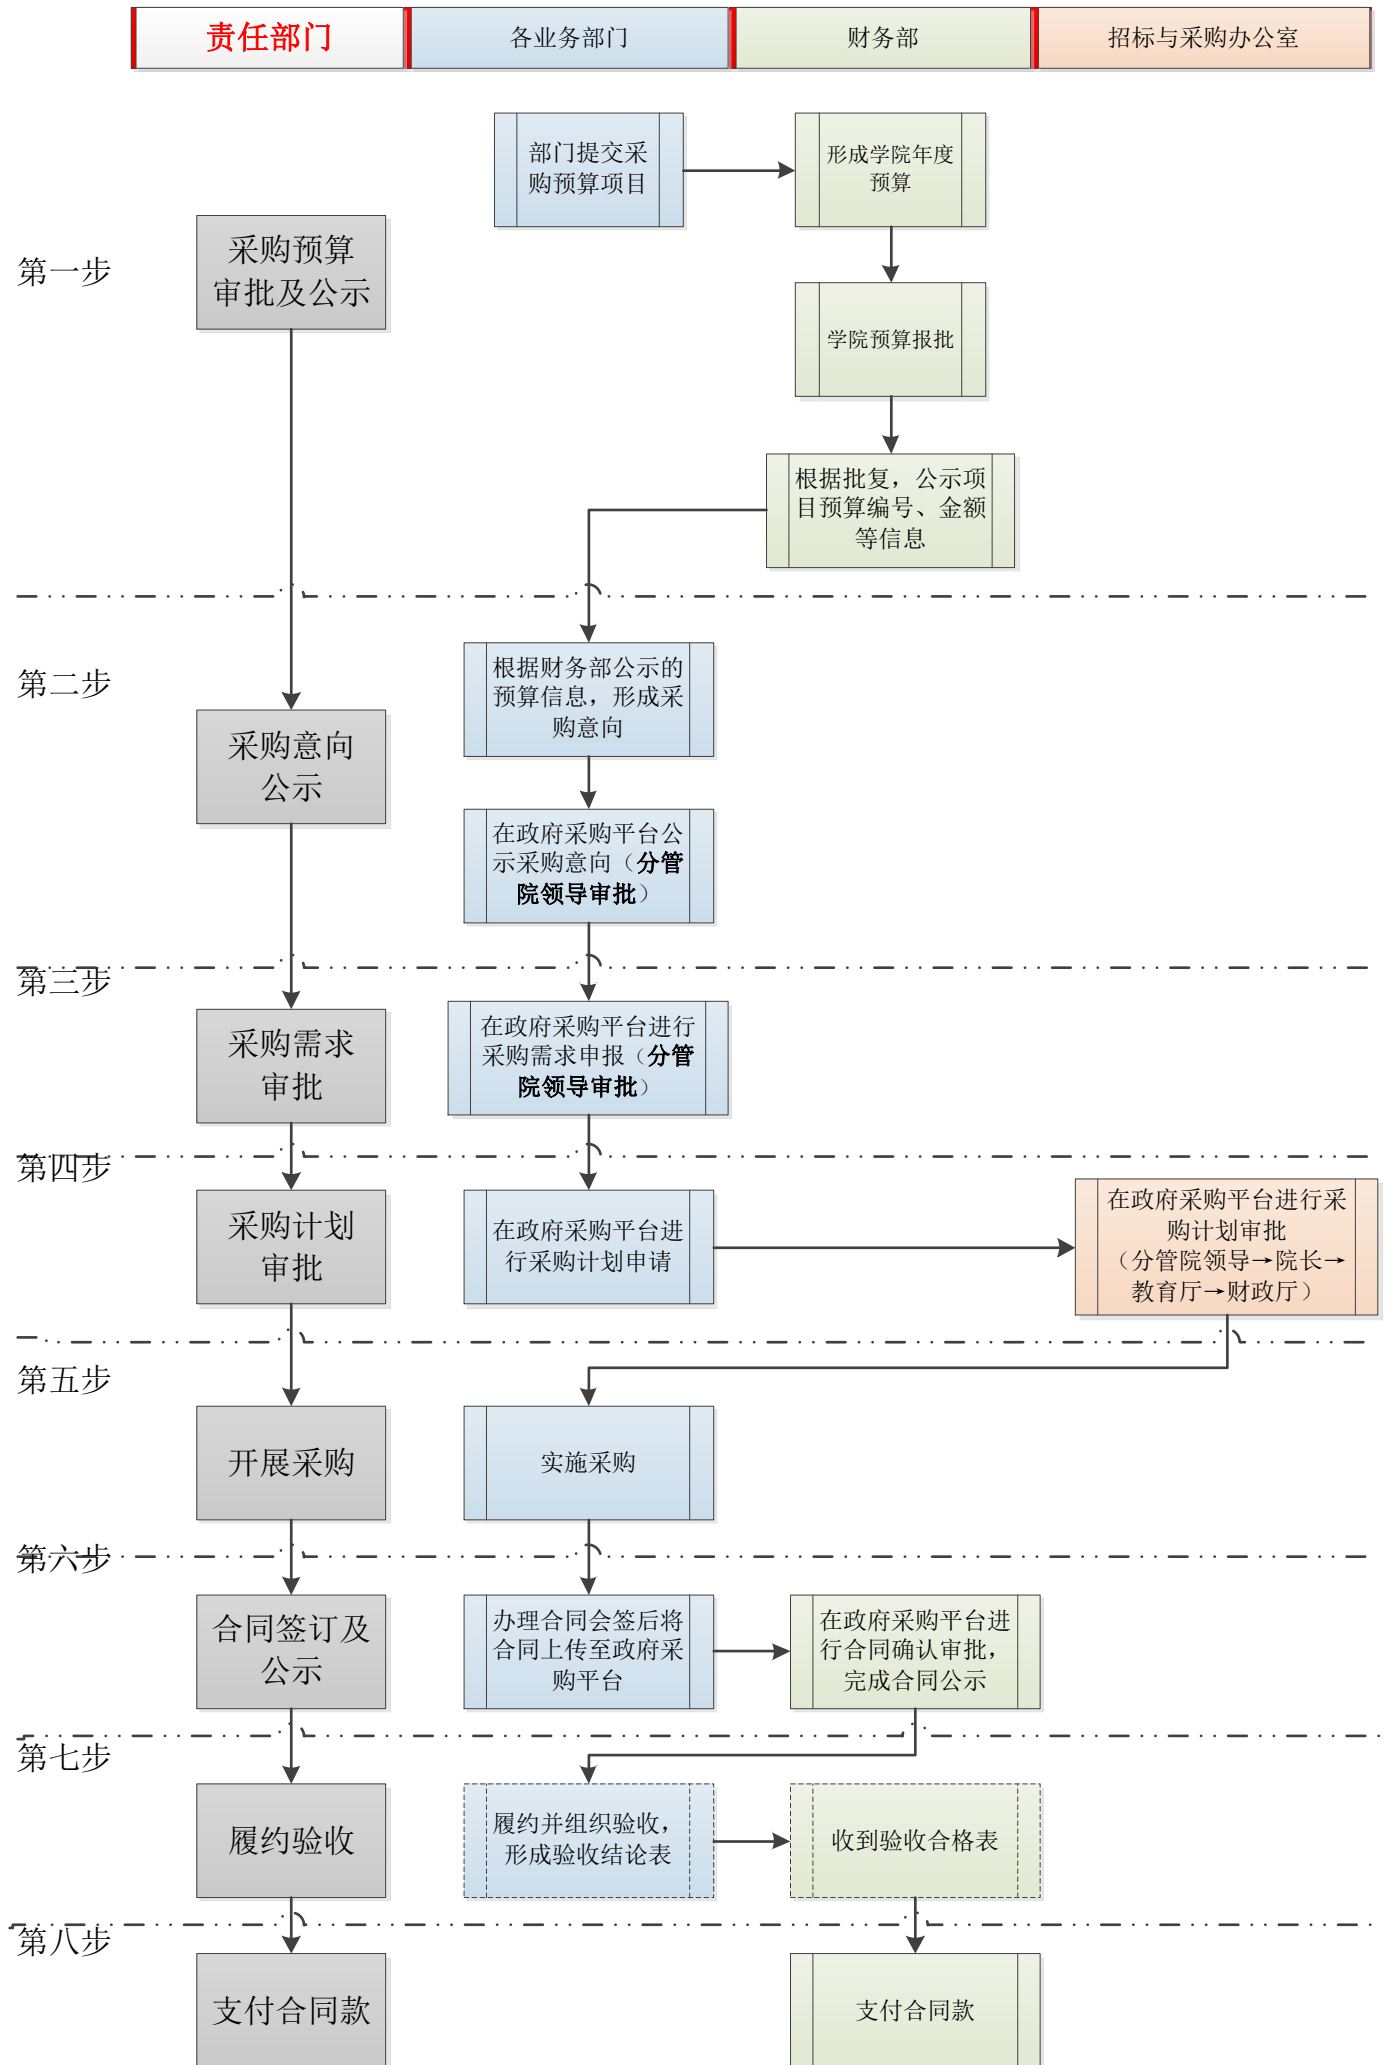 责任部门
各业务部门
财务部
招标与采购办公室
第一步
采购预算
审批及公示
部门提交采
购预算项目
形成学院年度
预算
学院预算报批
根据批复，公示项
目预算编号、金额
等信息
第二步
采购意向
公示
根据财务部公示的
预算信息，形成采
购意向
在政府采购平台公
示采购意向（分管
院领导审批）
第三步
采购需求
审批
在政府采购平台进行
采购需求申报（分管
院领导审批）
第四步
采购计划
审批
在政府采购平台进
行采购计划申请
在政府采购平台进行采
购计划审批
（分管院领导→院长→
教育厅→财政厅）
第五步
开展采购
实施采购
第六步
合同签订及
公示
办理合同会签后将
合同上传至政府采
购平台
在政府采购平台进
行合同确认审批，
完成合同公示
第七步
履约验收
履约并组织验收，
形成验收结论表
收到验收合格表
第八步
支付合同款
支付合同款